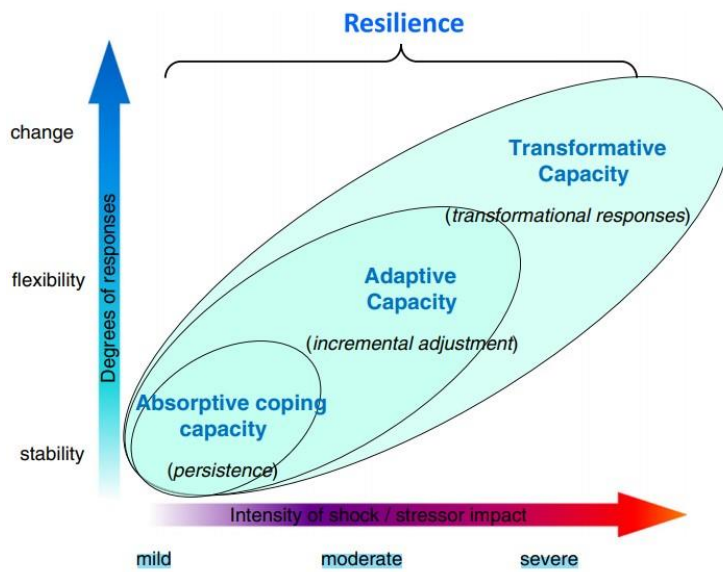 Resilience
change
Transformative
Capacity
(transformational responses)
flexibility
Degrees of responses
Adaptive
Capacity
(incremental adjustment)
Absorptive coping
capacity
(persistence)
stability
Intensity of shock / stressor impact
mild
moderate
severe